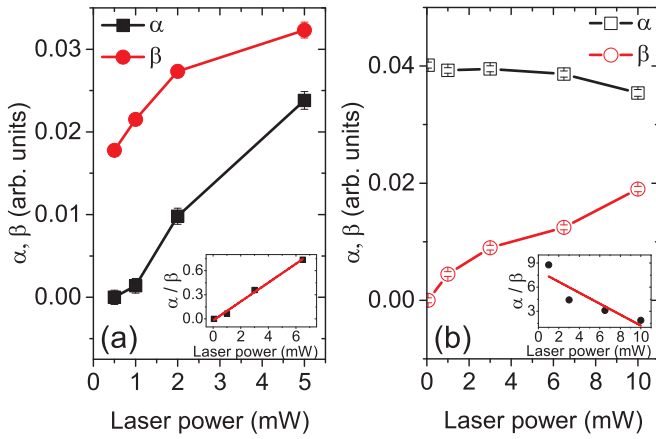 α
β
0.03
0.02
0.01
0.00
α, β (arb. units)
(a)
0 1 2 3 4 5
Laser power (mW)
0.6
0.3
0.0
α / β
0 2 4 6
Laser power (mW)
α
β
0.04
0.02
0.00
α, β (arb. units)
(b)
0 2 4 6 8 10
Laser power (mW)
9
6
3
α / β
0 2 4 6 8 10
Laser power (mW)